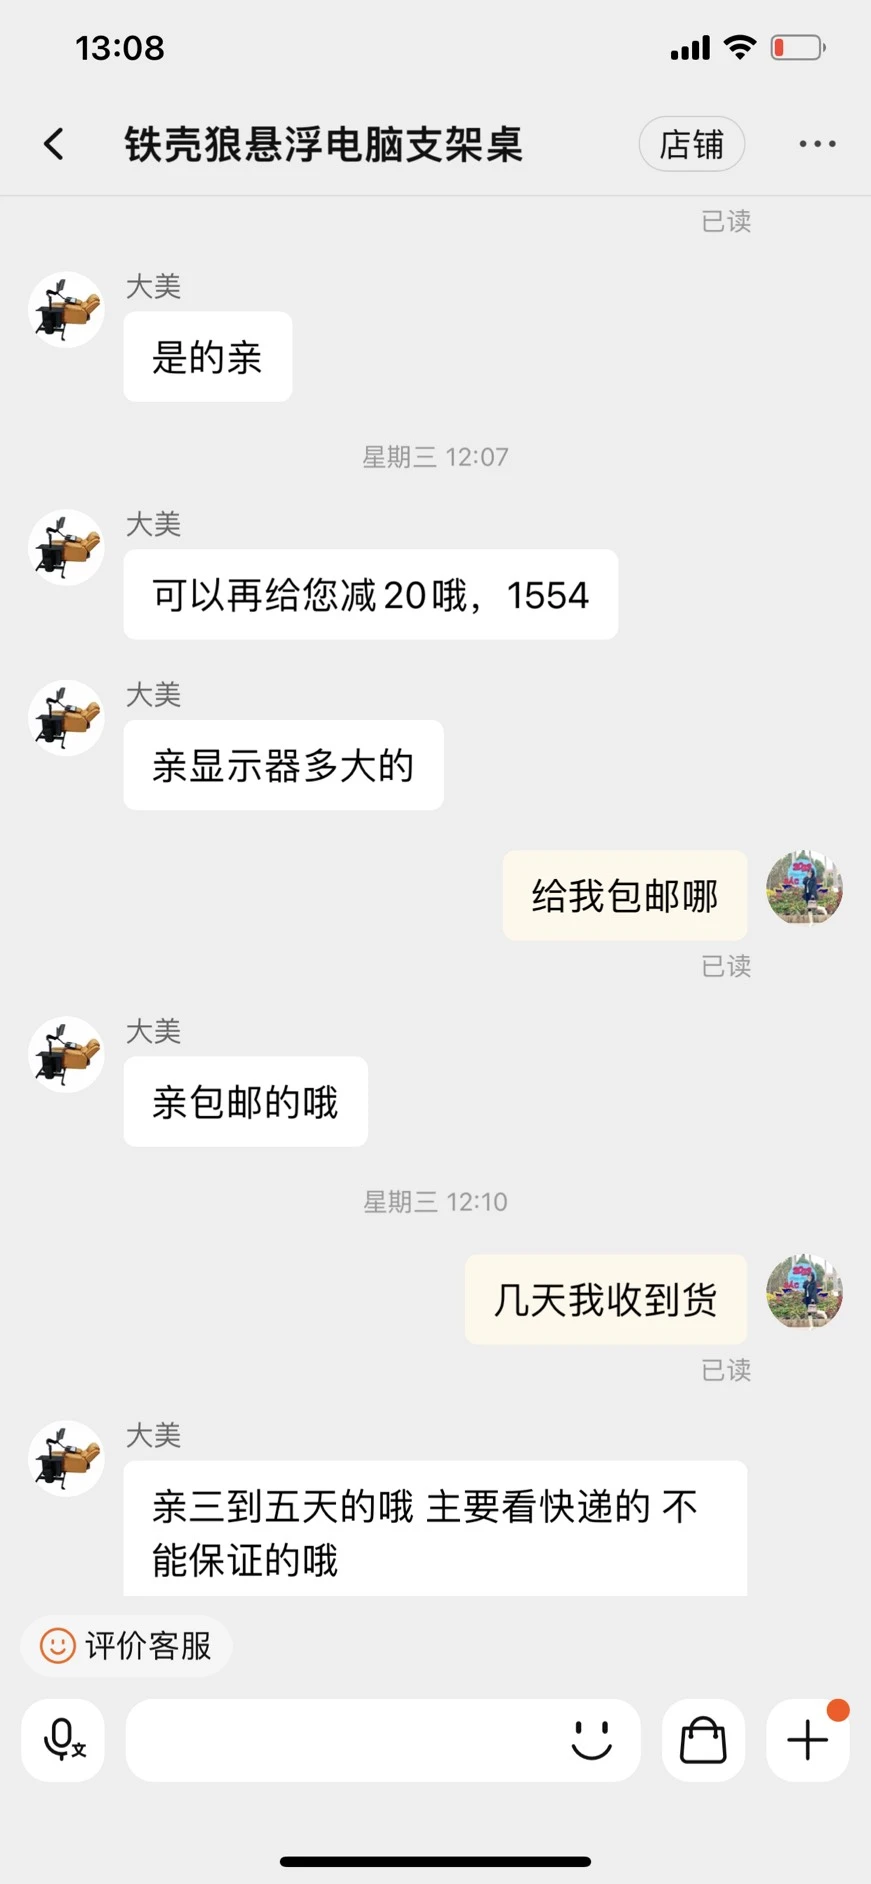 13:08
铁壳狼悬浮电脑支架桌
店铺
已读
大美
是的亲
星期三 12:07
大美
可以再给您减20哦，1554
大美
亲显示器多大的
给我包邮哪
已读
大美
亲包邮的哦
星期三 12:10
几天我收到货
已读
大美
亲三到五天的哦 主要看快递的 不
能保证的哦
评价客服
文